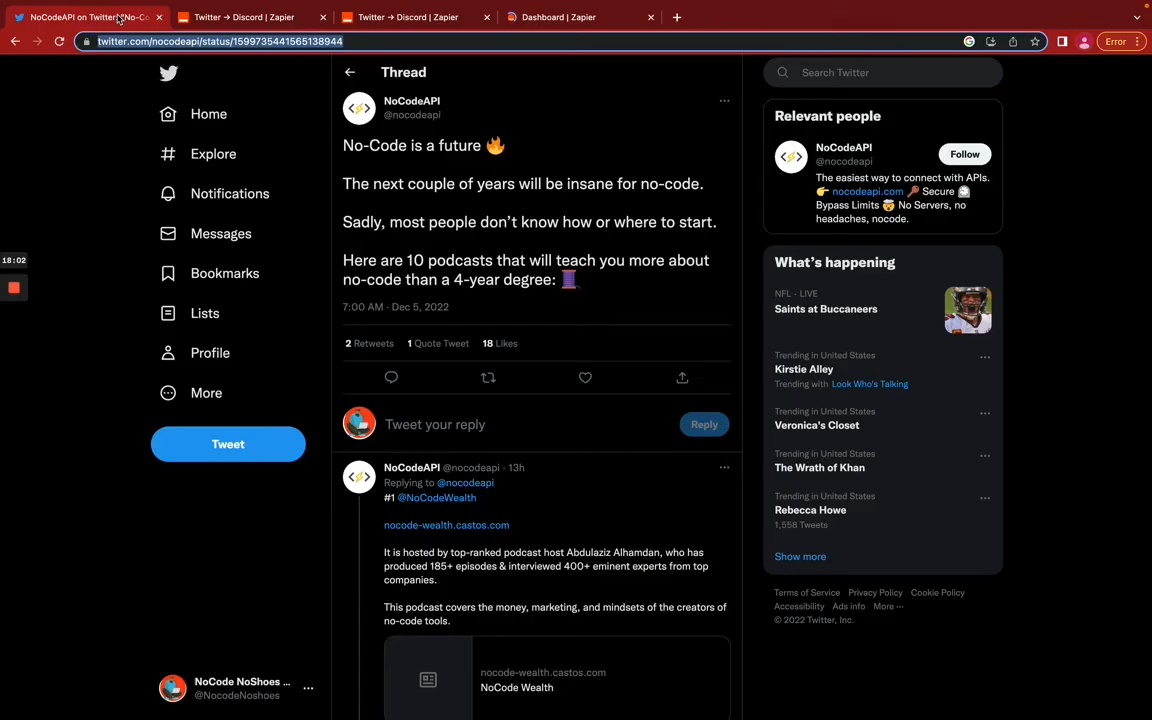 NoCodeAPI on Twitter: "No-Co
Twitter → Discord | Zapier
Twitter → Discord | Zapier
Dashboard | Zapier
twitter.com/nocodeapi/status/1599735441565138944
Error
18:02
Home
Explore
Notifications
Messages
Bookmarks
Lists
Profile
More
Tweet
NoCode NoShoes ...
@NocodeNoshoes
Thread
NoCodeAPI
@nocodeapi
No-Code is a future 🔥
The next couple of years will be insane for no-code.
Sadly, most people don’t know how or where to start.
Here are 10 podcasts that will teach you more about
no-code than a 4-year degree: 🧵
7:00 AM · Dec 5, 2022
2 Retweets 1 Quote Tweet 18 Likes
Tweet your reply
Reply
NoCodeAPI @nocodeapi · 13h
Replying to @nocodeapi
#1 @NoCodeWealth
nocode-wealth.castos.com
It is hosted by top-ranked podcast host Abdulaziz Alhamdan, who has
produced 185+ episodes & interviewed 400+ eminent experts from top
companies.
This podcast covers the money, marketing, and mindsets of the creators of
no-code tools.
nocode-wealth.castos.com
NoCode Wealth
Search Twitter
Relevant people
NoCodeAPI
@nocodeapi
Follow
The easiest way to connect with APIs.
👉 nocodeapi.com 🔑 Secure ⏱
Bypass Limits 🤯 No Servers, no
headaches, nocode.
What’s happening
NFL · LIVE
Saints at Buccaneers
Trending in United States
Kirstie Alley
Trending with Look Who's Talking
Trending in United States
Veronica's Closet
Trending in United States
The Wrath of Khan
Trending in United States
Rebecca Howe
1,558 Tweets
Show more
Terms of Service Privacy Policy Cookie Policy
Accessibility Ads info More ···
© 2022 Twitter, Inc.